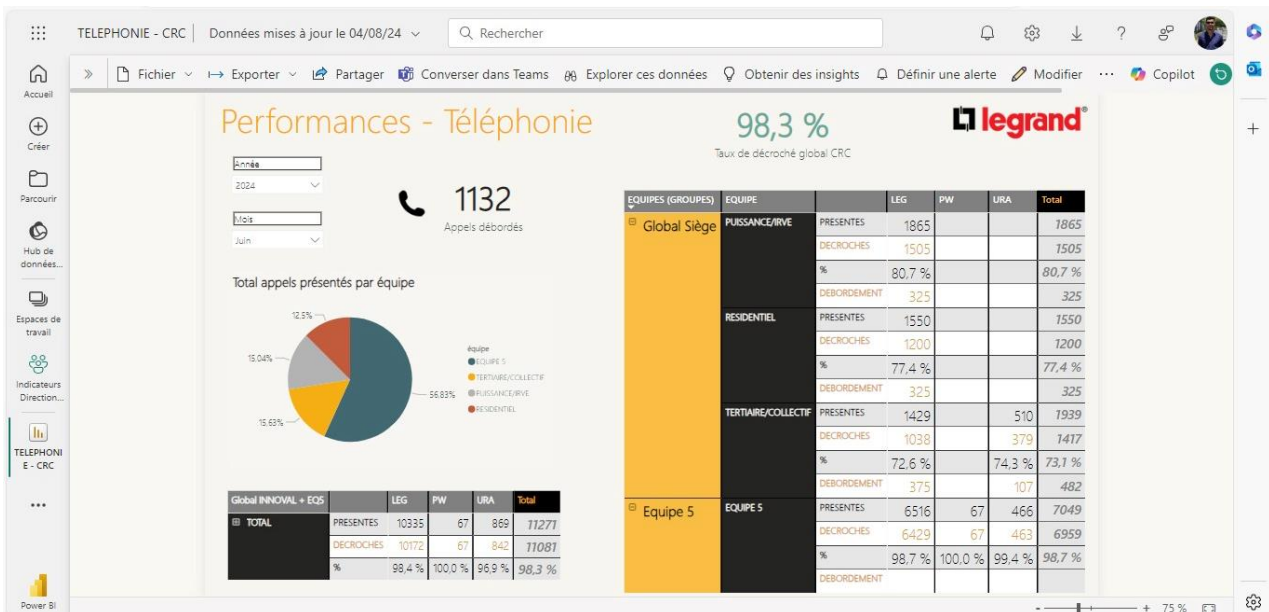 TELEPHONIE - CRC
Données mises à jour le 04/08/24
Rechercher
Fichier
Exporter
Partager
Converser dans Teams
Explorer ces données
Obtenir des insights
Définir une alerte
Modifier
Copilot
Accueil
Créer
Parcourir
Hub de
données...
Espaces de
travail
Indicateurs
Direction...
TELEPHONI
E - CRC
Power BI
Performances - Téléphonie
98,3 %
Taux de décroché global CRC
legrand®
Année
2024
Mois
Juin
1132
Appels débordés
Total appels présentés par équipe
12.5%
15.04%
15.63%
56.83%
équipe
EQUIPE 5
TERTIAIRE/COLLECTIF
PUISSANCE/IRVE
RESIDENTIEL
Global INNOVAL + EQ5 LEG PW URA Total
TOTAL PRESENTES 10335 67 869 11271
DECROCHES 10172 67 842 11081
% 98,4 % 100,0 % 96,9 % 98,3 %
EQUIPES (GROUPES) EQUIPE LEG PW URA Total
Global Siège PUISSANCE/IRVE PRESENTES 1865 1865
DECROCHES 1505 1505
% 80,7 % 80,7 %
DEBORDEMENT 325 325
RESIDENTIEL PRESENTES 1550 1550
DECROCHES 1200 1200
% 77,4 % 77,4 %
DEBORDEMENT 325 325
TERTIAIRE/COLLECTIF PRESENTES 1429 510 1939
DECROCHES 1038 379 1417
% 72,6 % 74,3 % 73,1 %
DEBORDEMENT 375 107 482
Equipe 5 EQUIPE 5 PRESENTES 6516 67 466 7049
DECROCHES 6429 67 463 6959
% 98,7 % 100,0 % 99,4 % 98,7 %
DEBORDEMENT
- + 75 %